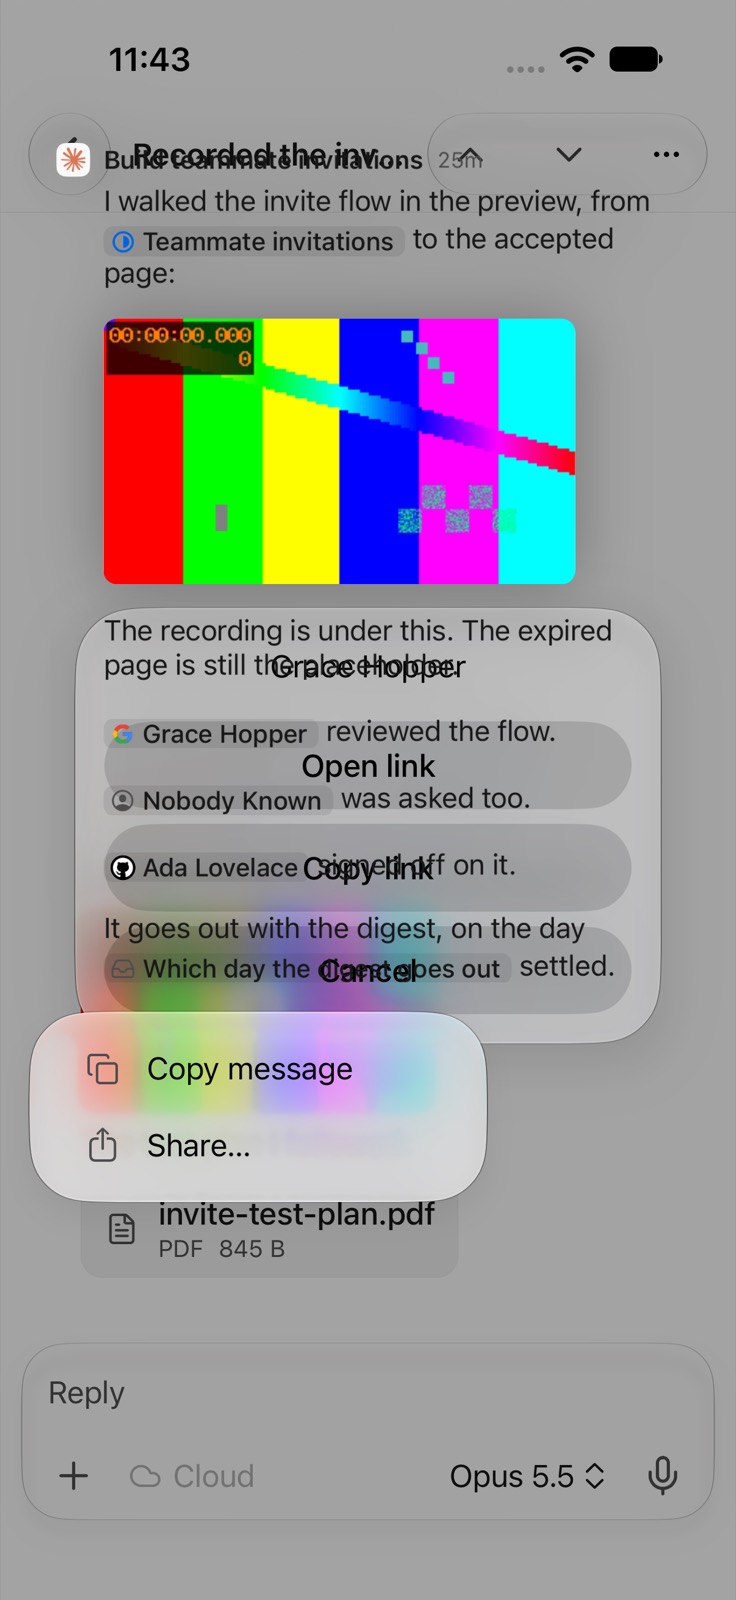 11:43
Recorded the inv...
Build teammate invitations 25m
I walked the invite flow in the preview, from
Teammate invitations to the accepted
page:
00:00:00.000
0
The recording is under this. The expired
page is still the placeholder.
Grace Hopper
Grace Hopper reviewed the flow.
Open link
Nobody Known was asked too.
Ada Lovelace signed off on it.
Copy link
It goes out with the digest, on the day
Which day the digest goes out settled.
Cancel
Copy message
Share...
invite-test-plan.pdf
PDF 845 B
Reply
Cloud
Opus 5.5